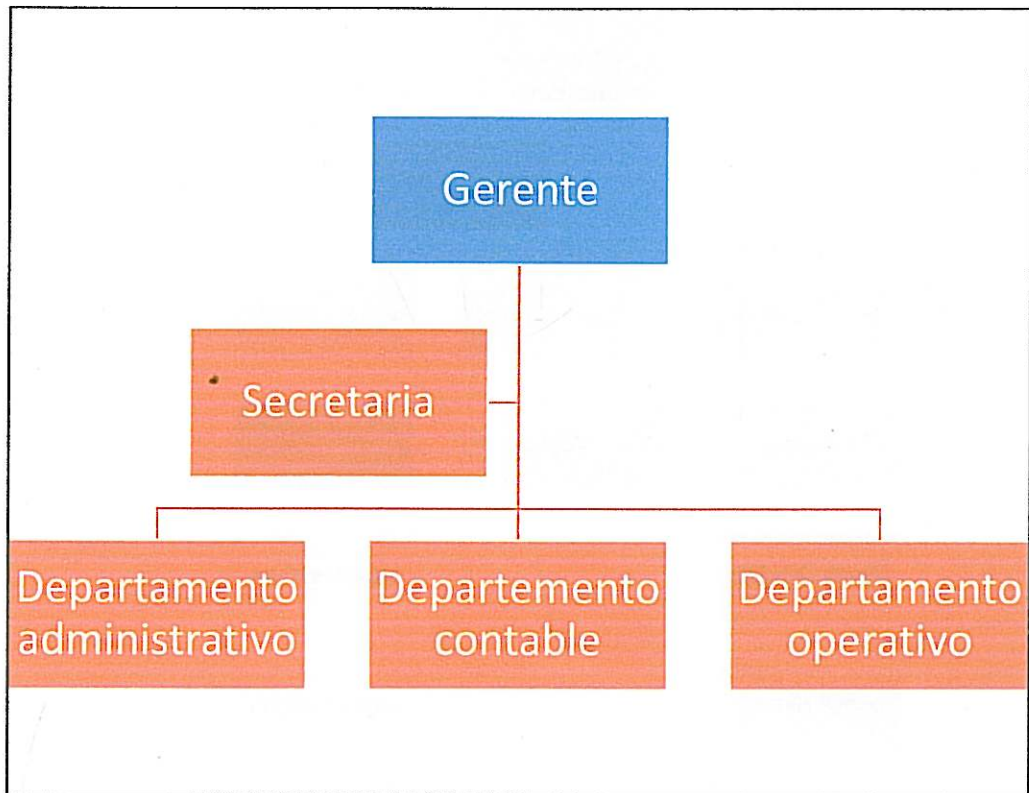 Gerente
Secretaria
Departamento
administrativo
Departemento
contable
Departamento
operativo